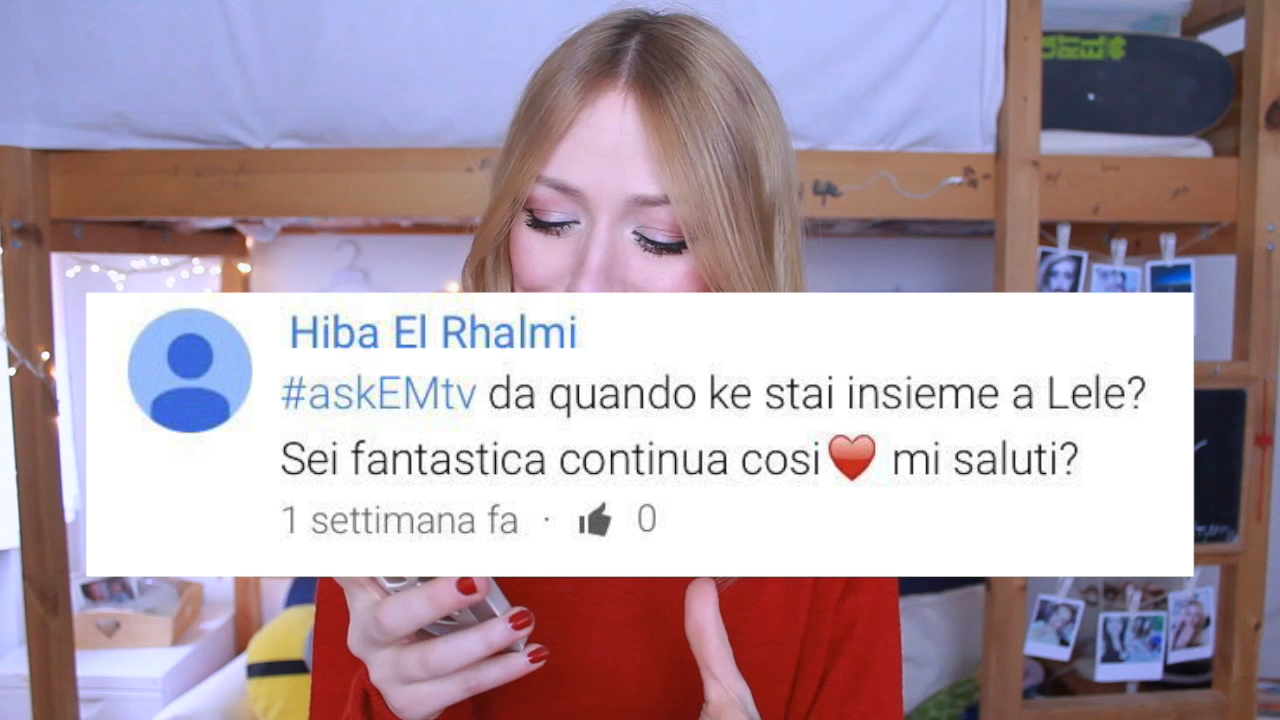 Hiba El Rhalmi
#askEMtv da quando ke stai insieme a Lele?
Sei fantastica continua cosi❤️ mi saluti?
1 settimana fa · 0